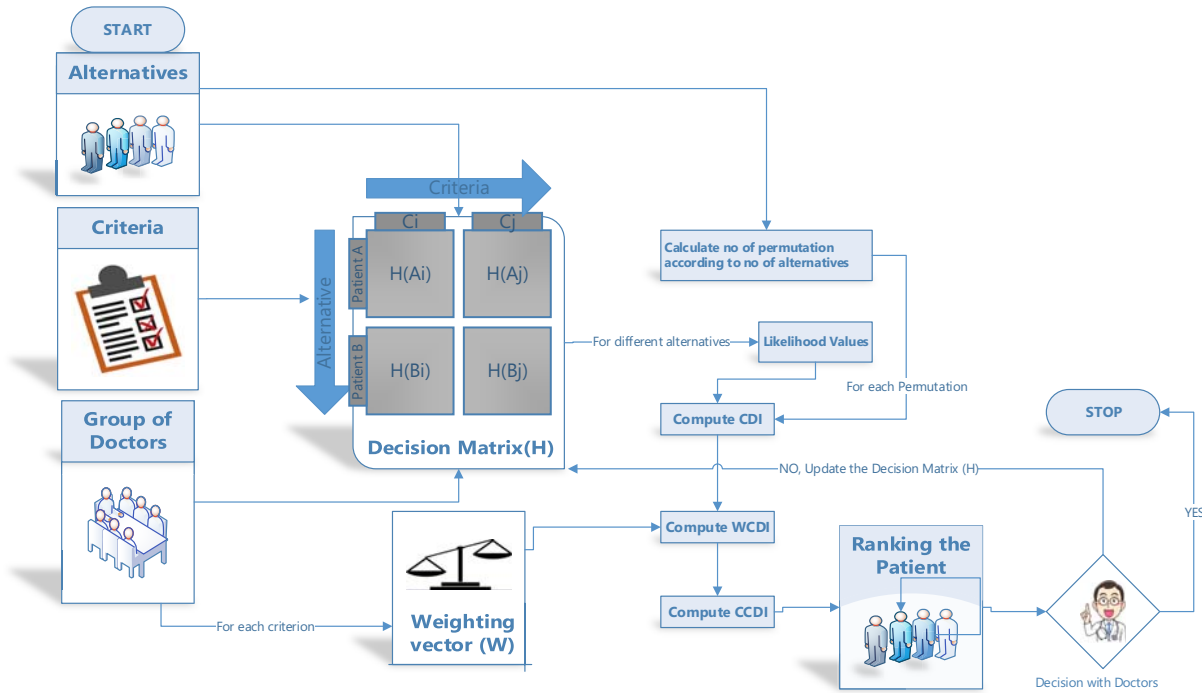 START
Alternatives
Criteria
Group of
Doctors
Criteria
Alternative
Ci
Cj
Patient A
H(Ai)
H(Aj)
Patient B
H(Bi)
H(Bj)
Decision Matrix(H)
Calculate no of permutation
according to no of alternatives
For different alternatives
Likelihood Values
For each Permutation
Compute CDI
STOP
NO, Update the Decision Matrix (H)
YES
Compute WCDI
Compute CCDI
For each criterion
Weighting
vector (W)
Ranking the
Patient
Decision with Doctors